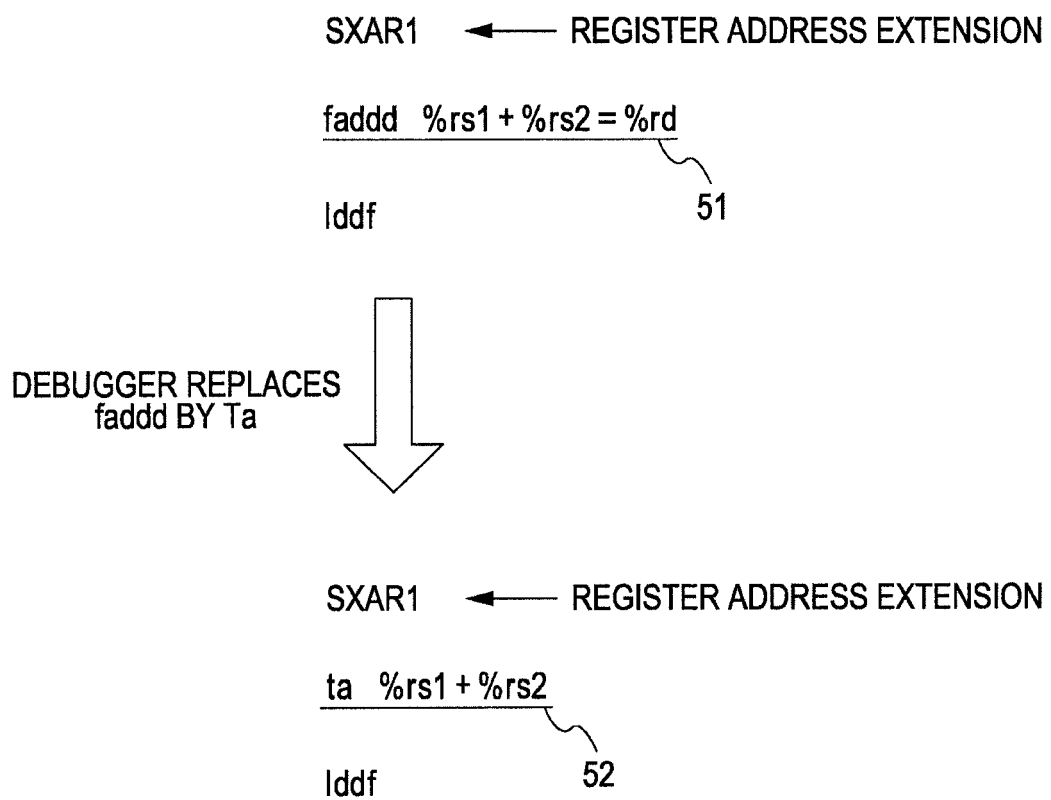 SXAR1 REGISTER ADDRESS EXTENSION
faddd %rs1 + %rs2 = %rd
51
lddf
DEBUGGER REPLACES
faddd BY Ta
SXAR1 REGISTER ADDRESS EXTENSION
ta %rs1 + %rs2
52
lddf